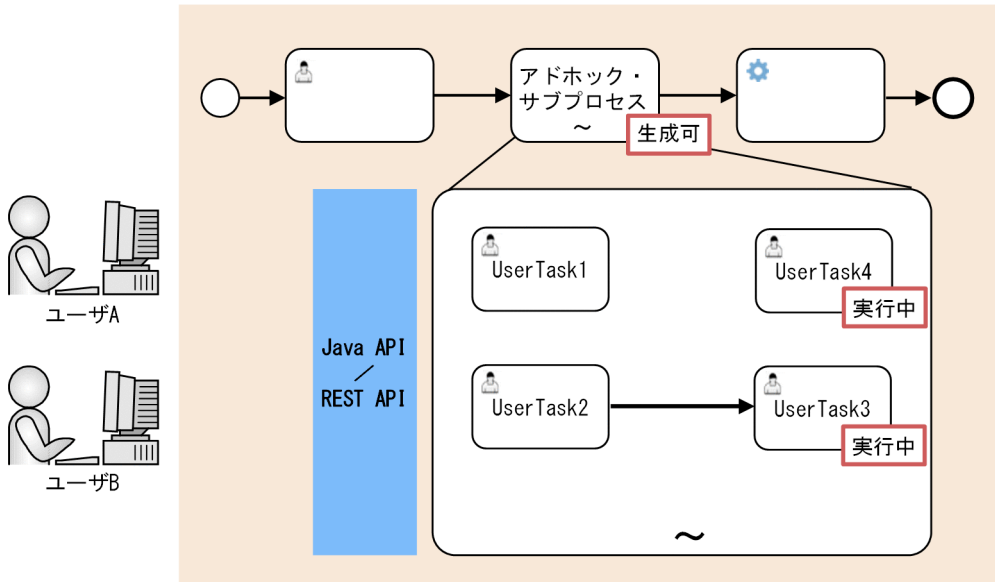 アドホック・
サブプロセス
～
生成可
UserTask1
UserTask4
実行中
ユーザA
Java API
／
REST API
UserTask2
UserTask3
実行中
ユーザB
～